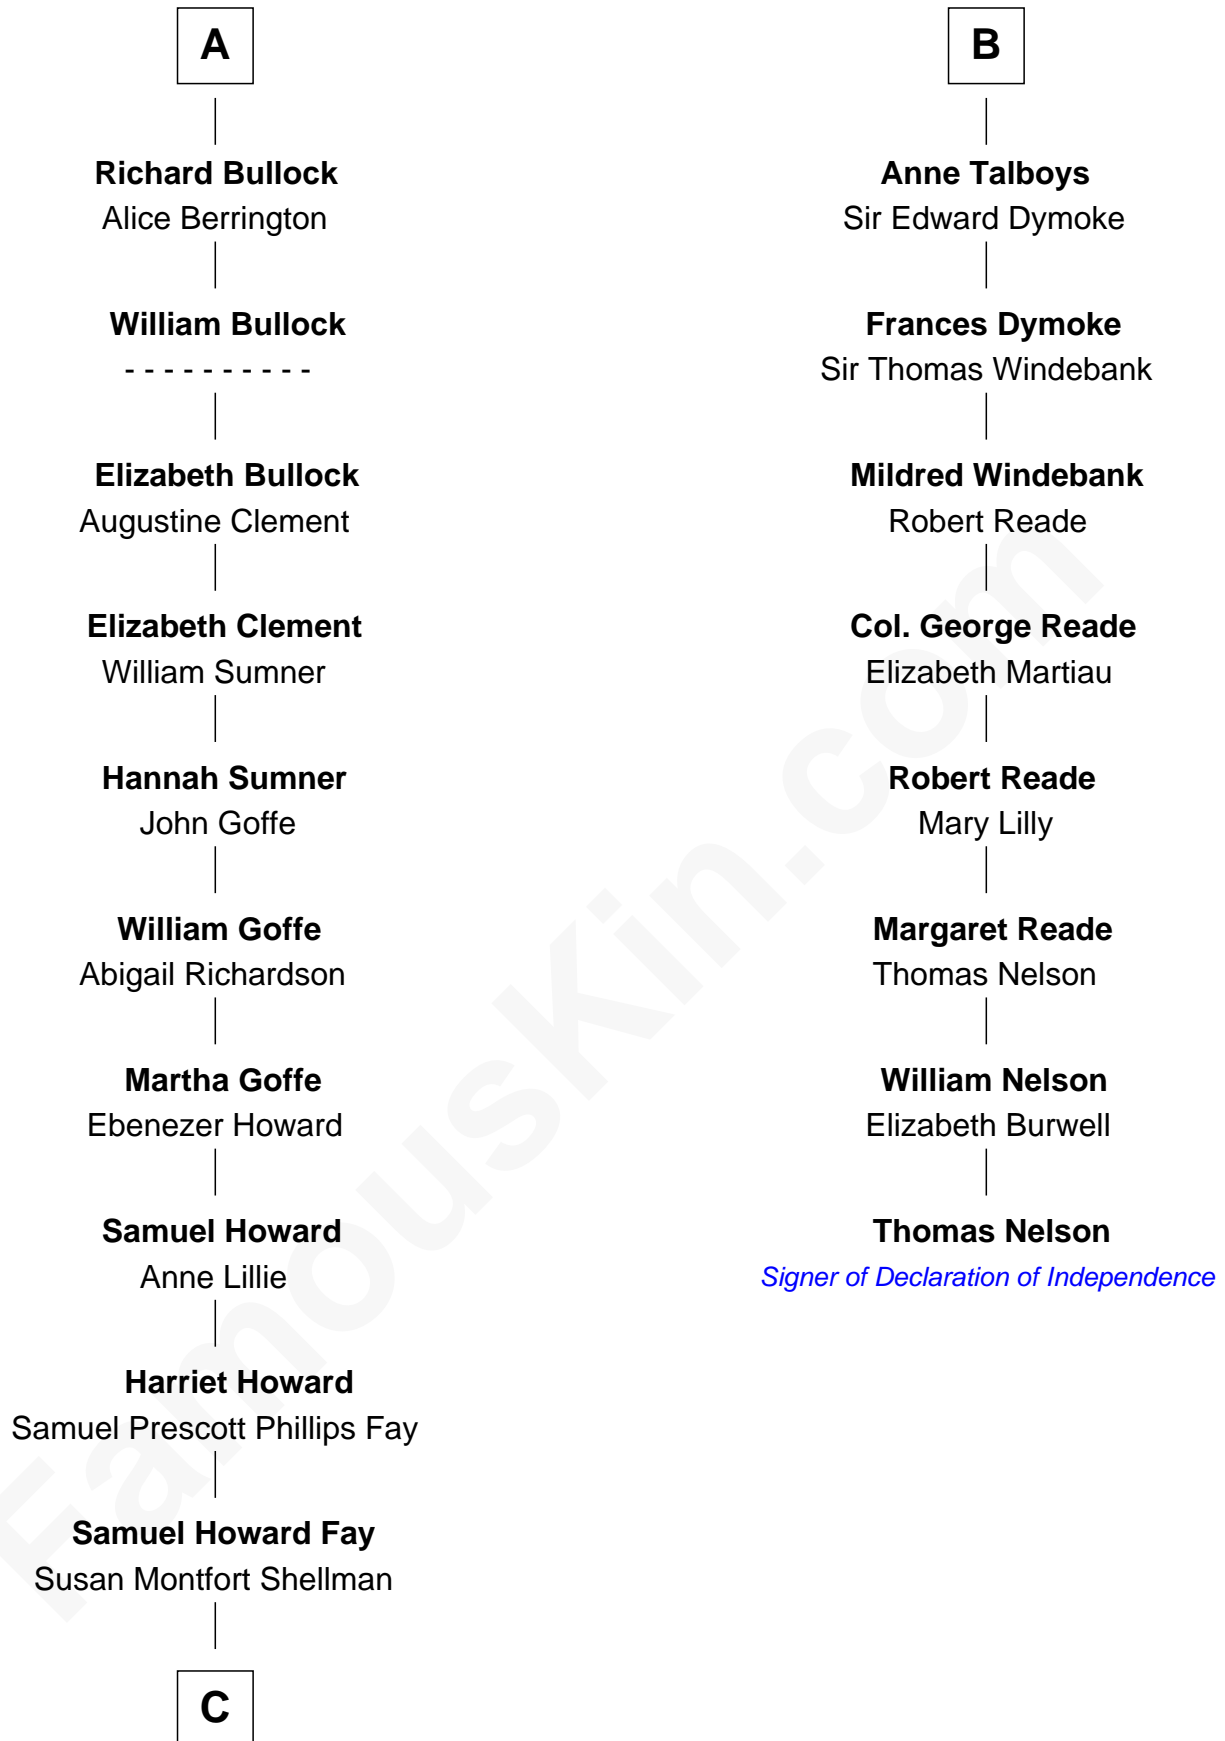 A
Richard Bullock
Alice Berrington
William Bullock
- - - - - - - - - -
Elizabeth Bullock
Augustine Clement
Elizabeth Clement
William Sumner
Hannah Sumner
John Goffe
William Goffe
Abigail Richardson
Martha Goffe
Ebenezer Howard
Samuel Howard
Anne Lillie
Harriet Howard
Samuel Prescott Phillips Fay
Samuel Howard Fay
Susan Montfort Shellman
C
B
Anne Talboys
Sir Edward Dymoke
Frances Dymoke
Sir Thomas Windebank
Mildred Windebank
Robert Reade
Col. George Reade
Elizabeth Martiau
Robert Reade
Mary Lilly
Margaret Reade
Thomas Nelson
William Nelson
Elizabeth Burwell
Thomas Nelson
Signer of Declaration of Independence
FamousKin.com